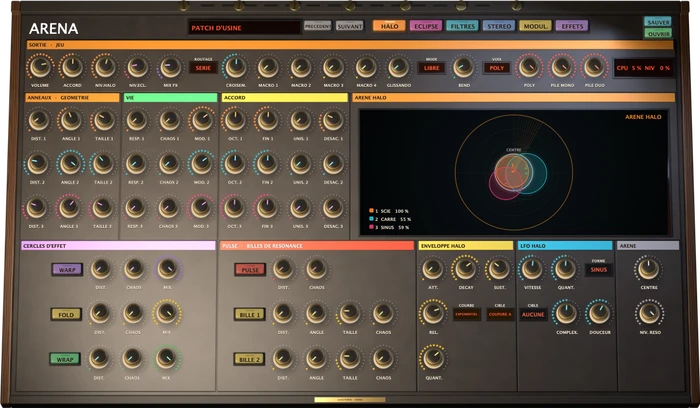 ARENA
PATCH D'USINE
PRECEDENT SUIVANT HALO ECLIPSE FILTRES STEREO MODUL. EFFETS
SAUVER
OUVRIR
SORTIE · JEU
ROUTAGE MODE VOIX
SERIE LIBRE POLY CPU 5 % NIV 0 %
VOLUME ACCORD NIV.HALO NIV.ECL. MIX FX CROISEM. MACRO 1 MACRO 2 MACRO 3 MACRO 4 GLISSANDO BEND POLY PILE MONO PILE DUO
ANNEAUX · GEOMETRIE VIE ACCORD ARENE HALO
ARENE HALO
DIST. 1 ANGLE 1 TAILLE 1 RESP. 1 CHAOS 1 MOD. 1 OCT. 1 FIN 1 UNIS. 1 DESAC. 1
CENTRE
DIST. 2 ANGLE 2 TAILLE 2 RESP. 2 CHAOS 2 MOD. 2 OCT. 2 FIN 2 UNIS. 2 DESAC. 2
1 SCIE 100 %
2 CARRE 55 %
3 SINUS 59 %
DIST. 3 ANGLE 3 TAILLE 3 RESP. 3 CHAOS 3 MOD. 3 OCT. 3 FIN 3 UNIS. 3 DESAC. 3
CERCLES D'EFFET PULSE · BILLES DE RESONANCE ENVELOPPE HALO LFO HALO ARENE
FORME
WARP PULSE SINUS
DIST. CHAOS MIX DIST. CHAOS ATT. DECAY SUST. VITESSE QUANT. CENTRE
COURBE CIBLE CIBLE
FOLD BILLE 1 COUPURE A AUCUNE
DIST. CHAOS MIX DIST. ANGLE TAILLE CHAOS REL. COMPLEX. DOUCEUR NIV. RESO
WRAP BILLE 2
DIST. CHAOS MIX DIST. ANGLE TAILLE CHAOS QUANT.